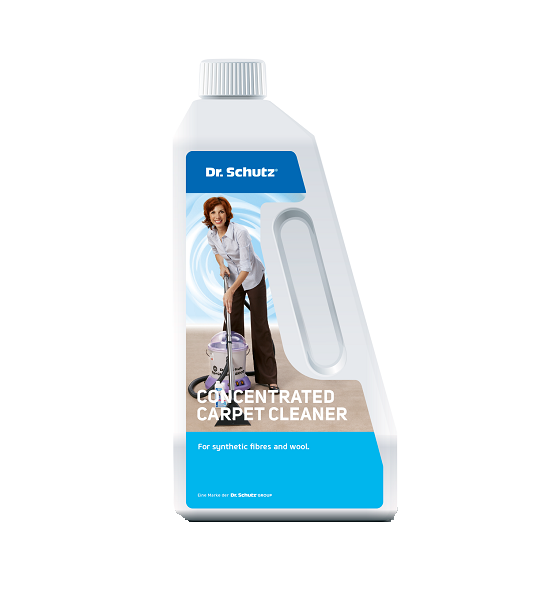 Dr. Schutz®
CONCENTRATED
CARPET CLEANER
For synthetic fibres and wool.
Eine Marke der Dr. Schutz GROUP